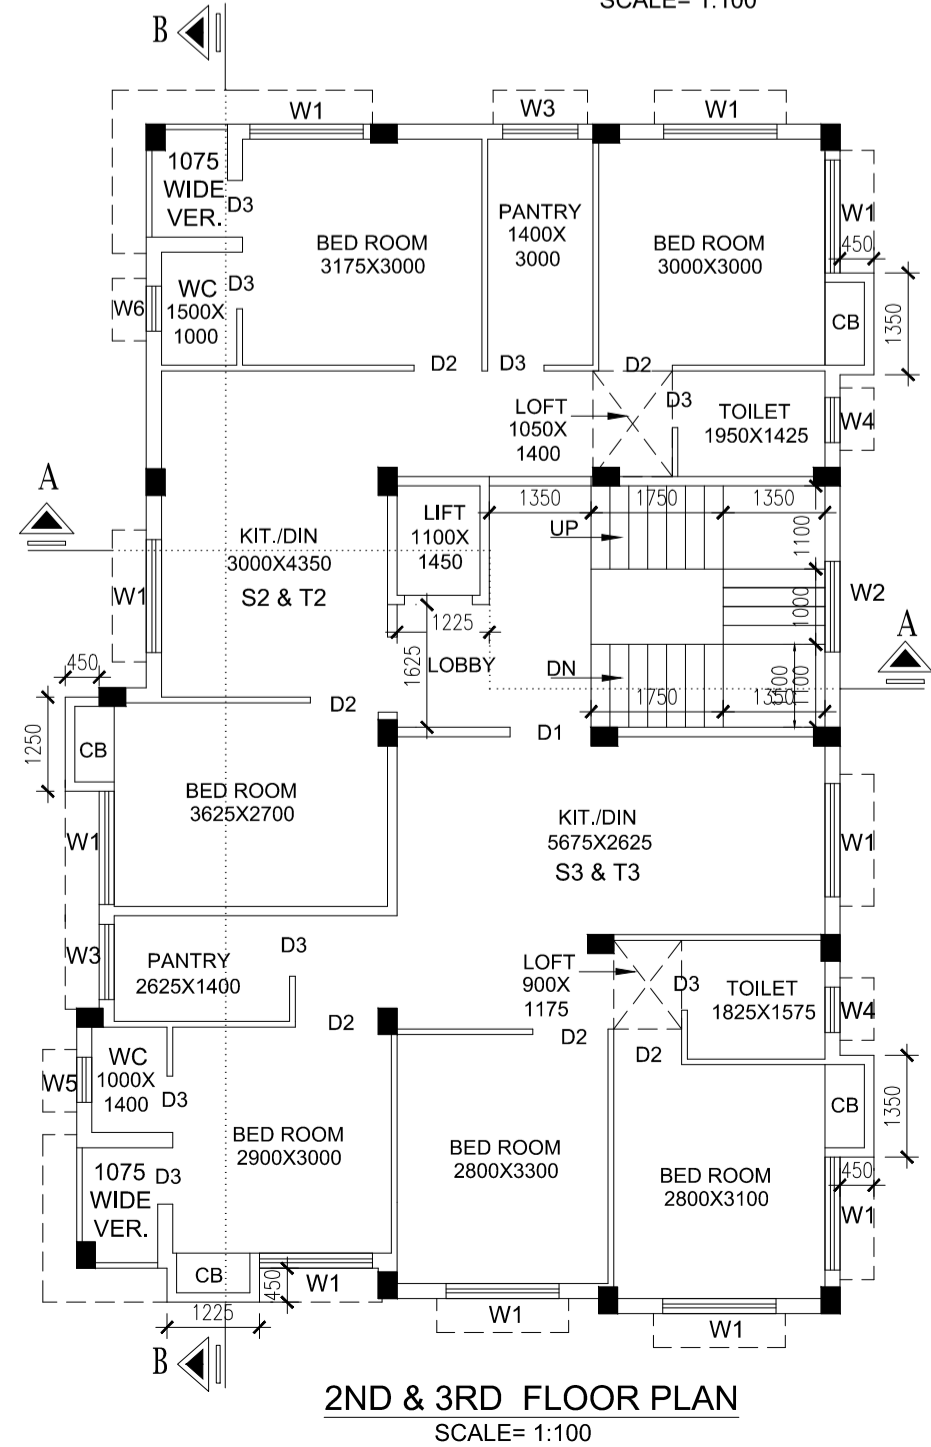 SCALE= 1:100
B
W1
W3
W1
1075
WIDE
VER.
D3
BED ROOM
3175X3000
PANTRY
1400X
3000
BED ROOM
3000X3000
W1
450
W6
WC
1500X
1000
D3
CB
1350
D2
D3
D2
LOFT
1050X
1400
D3
TOILET
1950X1425
W4
A
KIT./DIN
3000X4350
S2 & T2
LIFT
1100X
1450
1350
1750
1350
UP
1100
W1
1225
1625
LOBBY
1000
W2
A
DN
1100
1100
1750
1350
450
1250
D2
D1
CB
BED ROOM
3625X2700
KIT./DIN
5675X2625
S3 & T3
W1
W1
W3
PANTRY
2625X1400
D3
LOFT
900X
1175
D3
TOILET
1825X1575
W4
D2
D2
D2
W5
WC
1000X
1400
D3
CB
1350
BED ROOM
2900X3000
BED ROOM
2800X3300
BED ROOM
2800X3100
450
1075
WIDE
VER.
D3
W1
CB
450
W1
1225
W1
W1
B
2ND & 3RD FLOOR PLAN
SCALE= 1:100